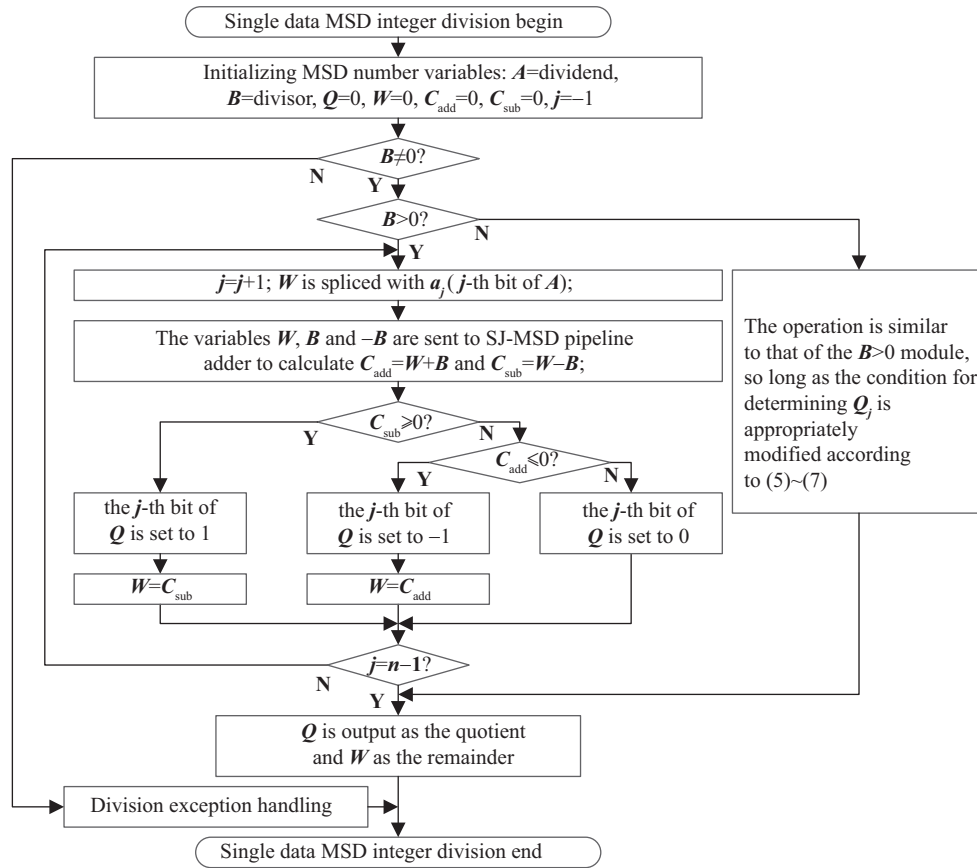 Single data MSD integer division begin
Initializing MSD number variables: A=dividend,
B=divisor, Q=0, W=0, C_add=0, C_sub=0, j=−1
B≠0?
N
Y
B>0?
N
Y
j=j+1; W is spliced with a_j ( j-th bit of A);
The variables W, B and −B are sent to SJ-MSD pipeline
adder to calculate C_add=W+B and C_sub=W−B;
The operation is similar
to that of the B>0 module,
so long as the condition for
determining Q_j is
appropriately
modified according
to (5)~(7)
C_sub⩾0?
Y
N
C_add⩽0?
Y
N
the j-th bit of
Q is set to 1
the j-th bit of
Q is set to −1
the j-th bit of
Q is set to 0
W=C_sub
W=C_add
j=n−1?
N
Y
Q is output as the quotient
and W as the remainder
Division exception handling
Single data MSD integer division end